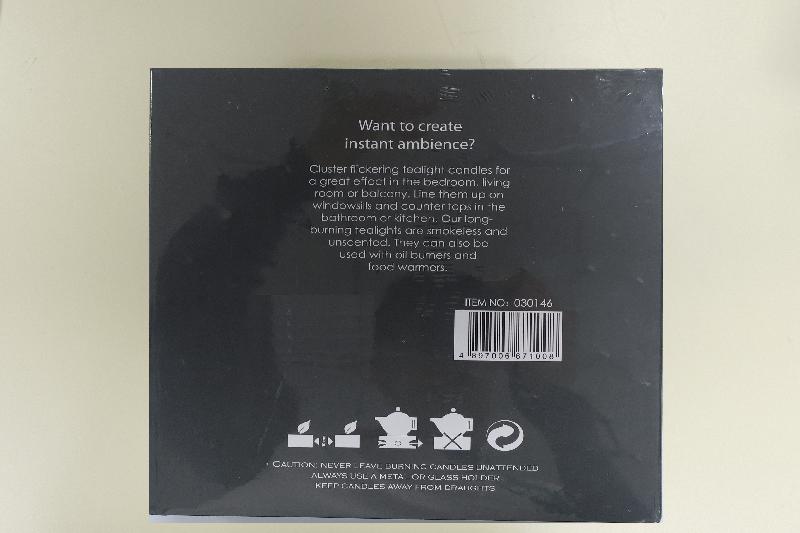 Want to create
instant ambience?
Cluster flickering tealight candles for
a great effect in the bedroom, living
room or balcony. Line them up on
windowsills and counter tops in the
bathroom or kitchen. Our long-
burning tealights are smokeless and
unscented. They can also be
used with oil burners and
food warmers.
ITEM NO: 030146
4 897006 671008
CAUTION: NEVER LEAVE BURNING CANDLES UNATTENDED
ALWAYS USE A METAL OR GLASS HOLDER
KEEP CANDLES AWAY FROM DRAUGHTS